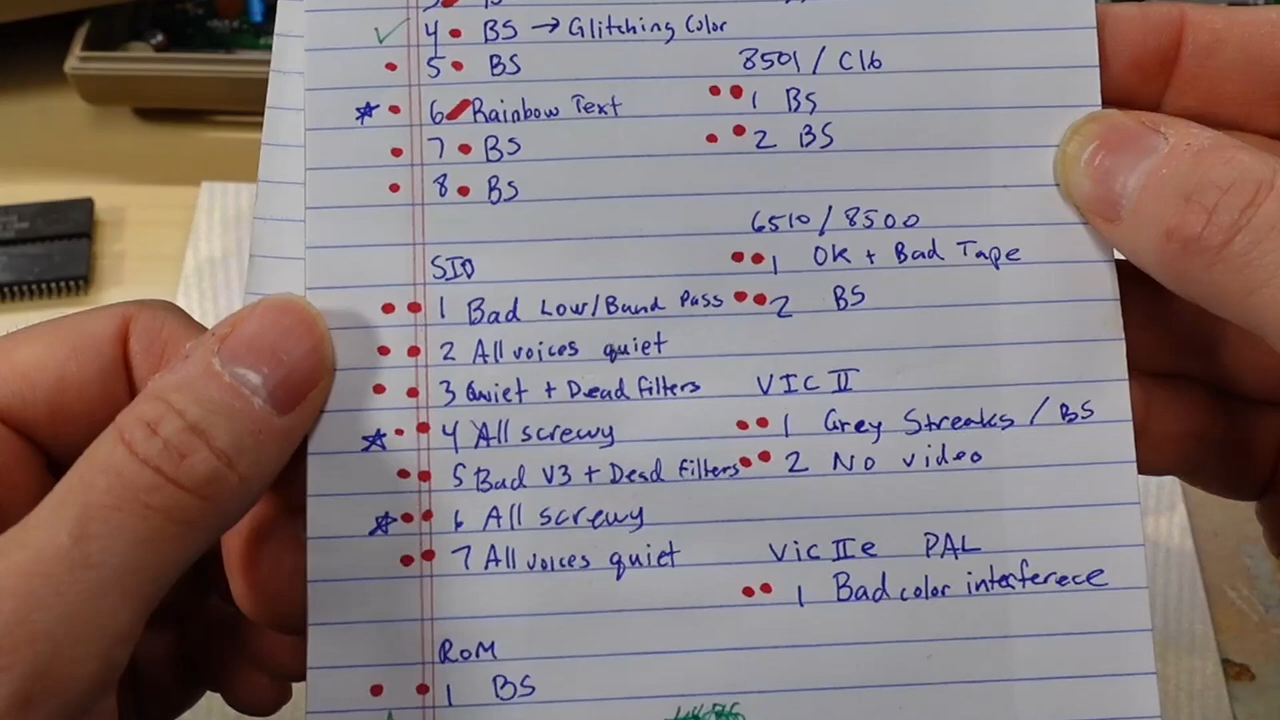 4 BS → Glitching Color
5 BS
6 Rainbow Text
7 BS
8 BS
SID
1 Bad Low/Band Pass
2 All voices quiet
3 Quiet + Dead filters
4 All screwy
5 Bad V3 + Dead filters
6 All screwy
7 All voices quiet
ROM
1 BS
8501 / C16
1 BS
2 BS
6510 / 8500
1 OK + Bad Tape
2 BS
VIC II
1 Grey Streaks / BS
2 No video
Vic IIe PAL
1 Bad color interferece